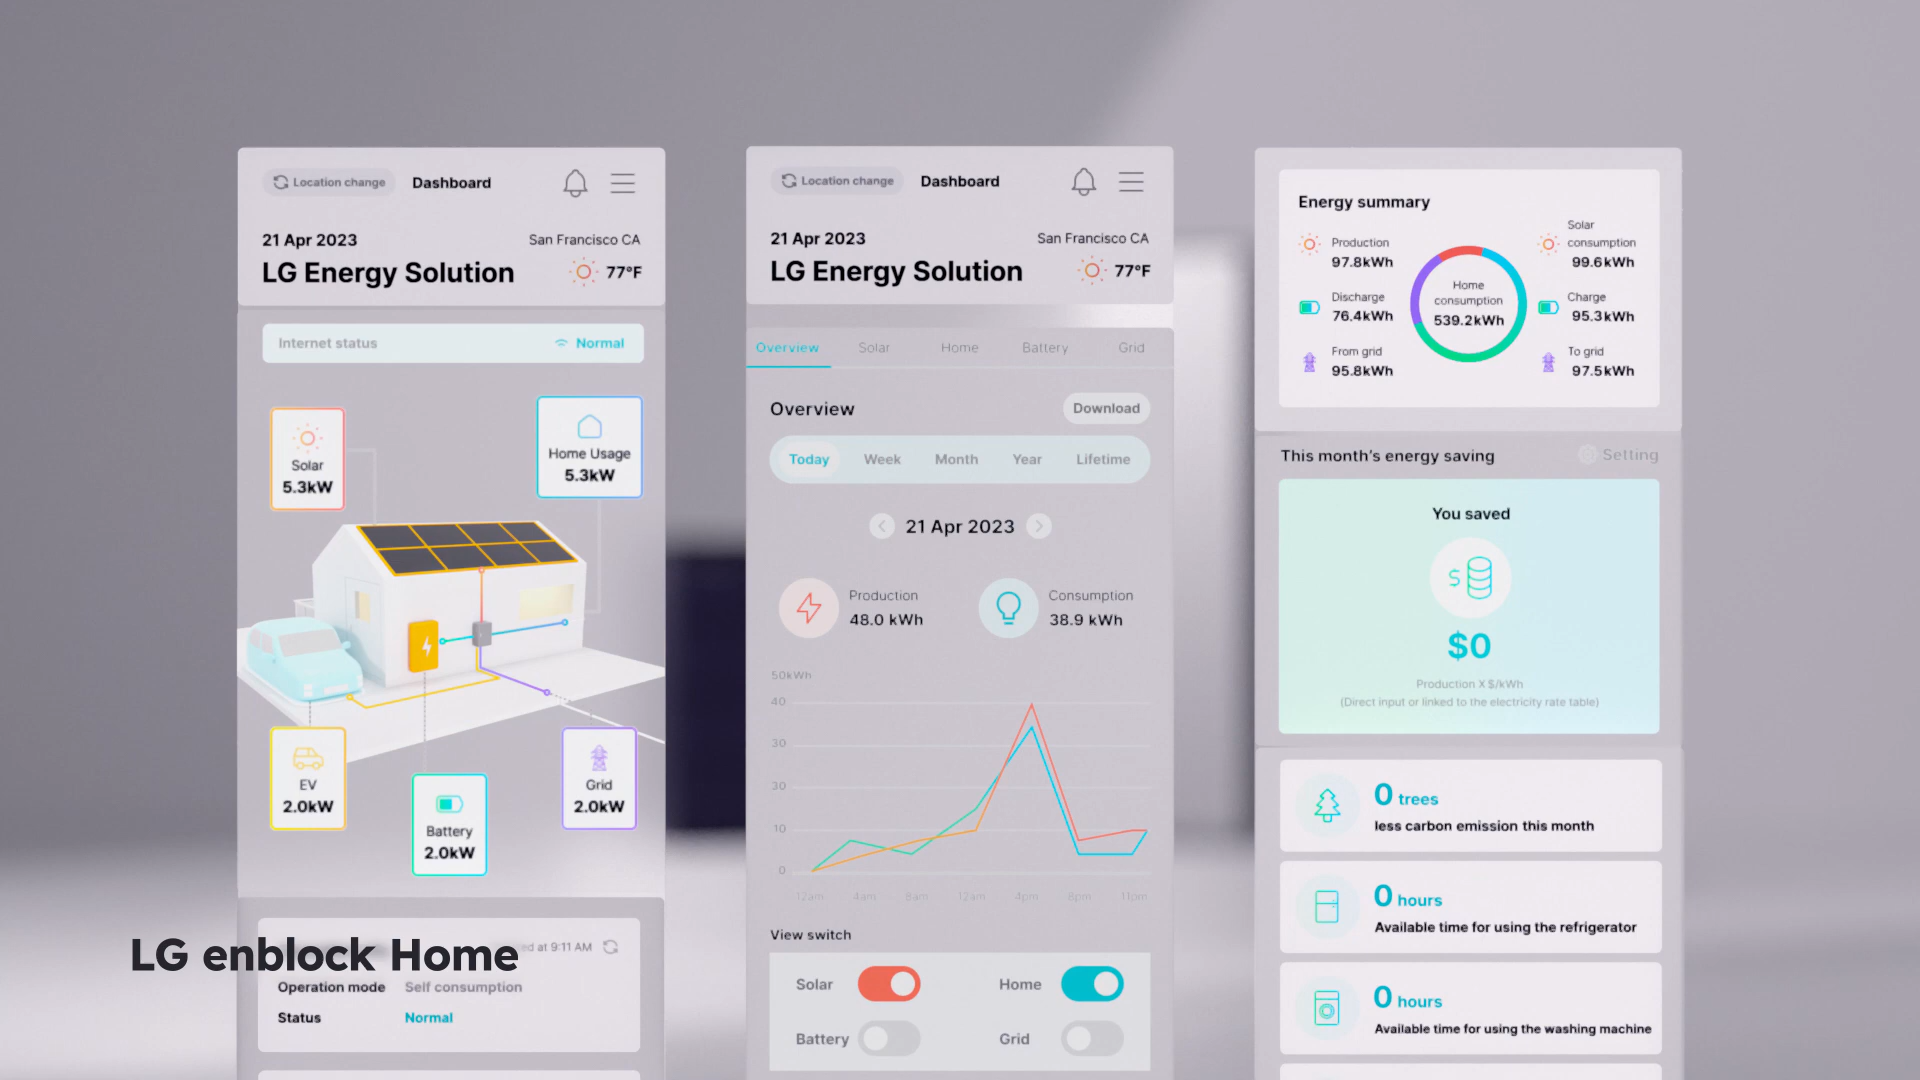 Location change
Dashboard
21 Apr 2023
San Francisco CA
LG Energy Solution
77°F
Internet status
Normal
Solar
5.3kW
Home Usage
5.3kW
EV
2.0kW
Battery
2.0kW
Grid
2.0kW
at 9:11 AM
LG enblock Home
Operation mode
Self consumption
Status
Normal
Location change
Dashboard
21 Apr 2023
San Francisco CA
LG Energy Solution
77°F
Overview
Solar
Home
Battery
Grid
Overview
Download
Today
Week
Month
Year
Lifetime
21 Apr 2023
Production
48.0 kWh
Consumption
38.9 kWh
50kWh
40
30
30
10
0
12am
4am
8am
12am
4pm
8pm
11pm
View switch
Solar
Home
Battery
Grid
Energy summary
Production
97.8kWh
Discharge
76.4kWh
From grid
95.8kWh
Home
consumption
539.2kWh
Solar
consumption
99.6kWh
Charge
95.3kWh
To grid
97.5kWh
This month's energy saving
Setting
You saved
$
$0
Production X $/kWh
(Direct input or linked to the electricity rate table)
0 trees
less carbon emission this month
0 hours
Available time for using the refrigerator
0 hours
Available time for using the washing machine